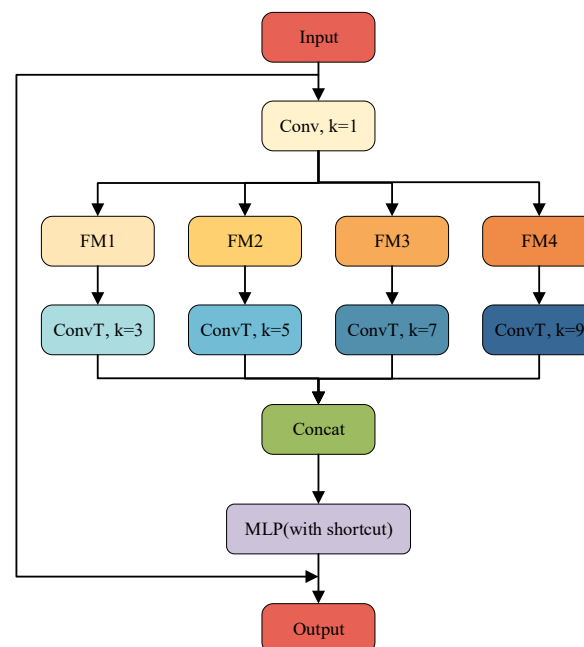 Input
Conv, k=1
FM1
FM2
FM3
FM4
ConvT, k=3
ConvT, k=5
ConvT, k=7
ConvT, k=9
Concat
MLP(with shortcut)
Output